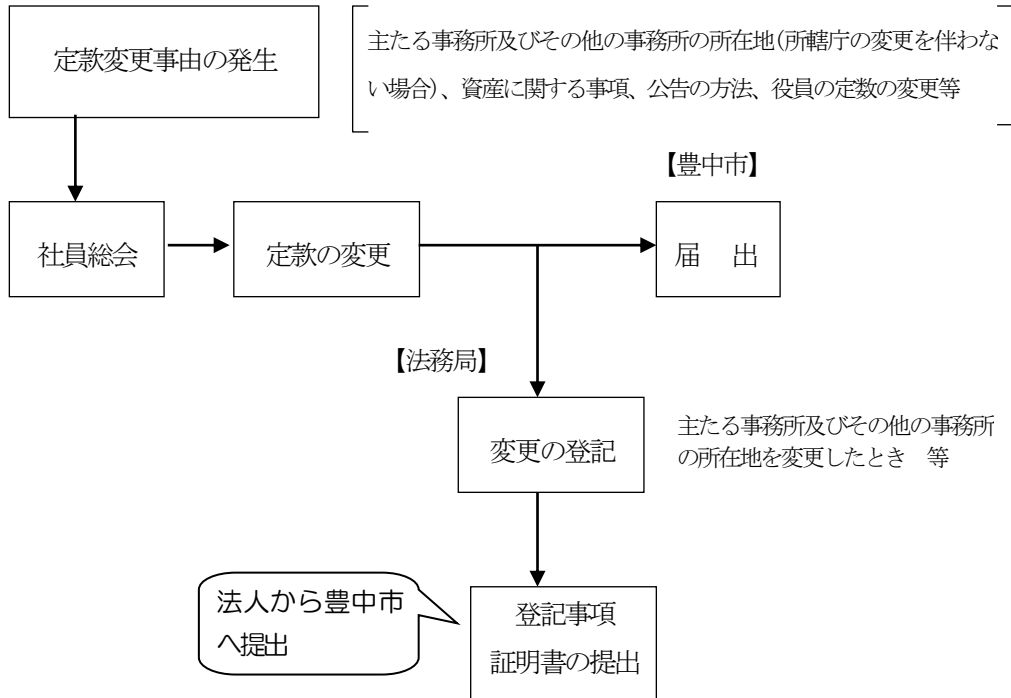 定款変更事由の発生
主たる事務所及びその他の事務所の所在地(所轄庁の変更を伴わな
い場合)、資産に関する事項、公告の方法、役員の定数の変更等
【豊中市】
社員総会
定款の変更
届　出
【法務局】
変更の登記
主たる事務所及びその他の事務所
の所在地を変更したとき　等
法人から豊中市
へ提出
登記事項
証明書の提出